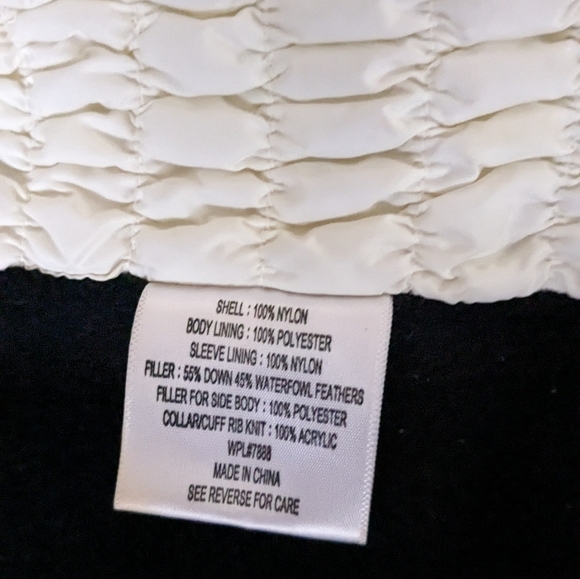 SHELL : 100% NYLON
BODY LINING : 100% POLYESTER
SLEEVE LINING : 100% NYLON
FILLER : 55% DOWN 45% WATERFOWL FEATHERS
FILLER FOR SIDE BODY : 100% POLYESTER
COLLAR/CUFF RIB KNIT : 100% ACRYLIC
WPL#7888
MADE IN CHINA
SEE REVERSE FOR CARE